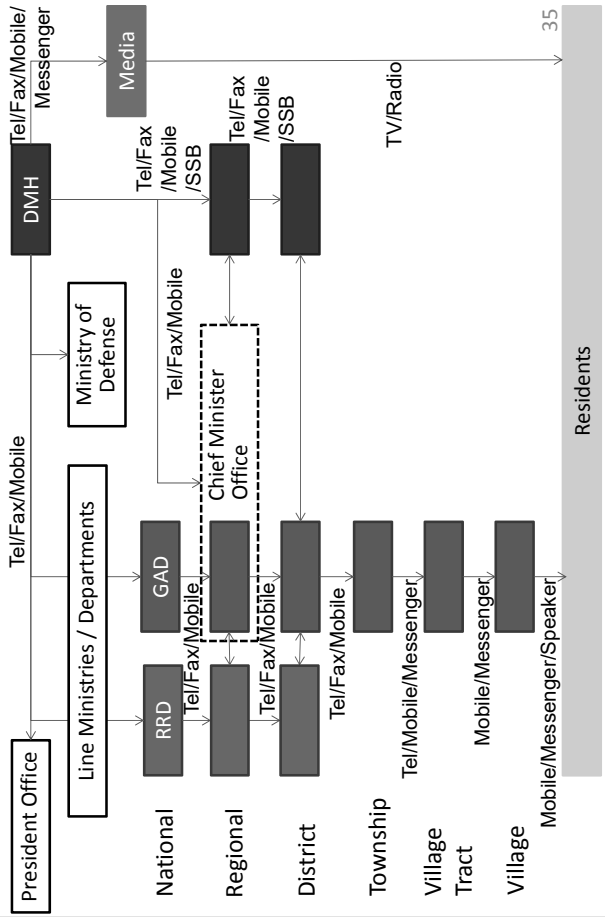 President Office
Tel/Fax/Mobile
DMH
Tel/Fax/Mobile/
Messenger
Line Ministries / Departments
Ministry of
Defense
Media
National
RRD
GAD
Tel/Fax
/Mobile
/SSB
Tel/Fax/Mobile
Tel/Fax/Mobile
Regional
Chief Minister
Office
Tel/Fax/Mobile
Tel/Fax
/Mobile
/SSB
District
Tel/Fax/Mobile
Township
Tel/Mobile/Messenger
TV/Radio
Village
Tract
Mobile/Messenger
Village
Mobile/Messenger/Speaker
Residents
35